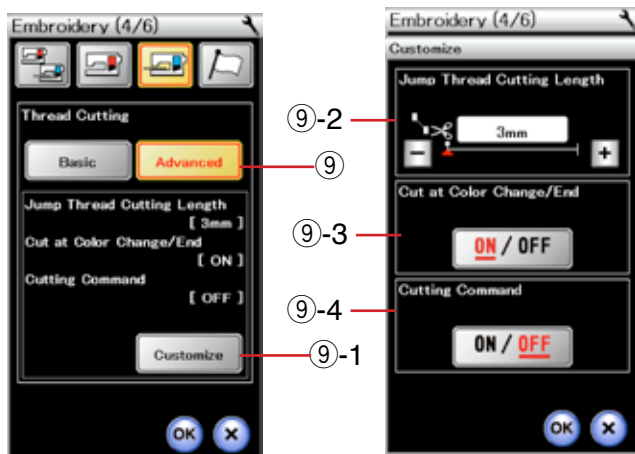 Embroidery (4/6)
Thread Cutting
Basic
Advanced
Jump Thread Cutting Length
[ 3mm ]
Cut at Color Change/End
[ ON ]
Cutting Command
[ OFF ]
Customize
OK
⑨
⑨-1
Embroidery (4/6)
Customize
Jump Thread Cutting Length
3mm
Cut at Color Change/End
ON / OFF
Cutting Command
ON / OFF
OK
⑨-2
⑨-3
⑨-4